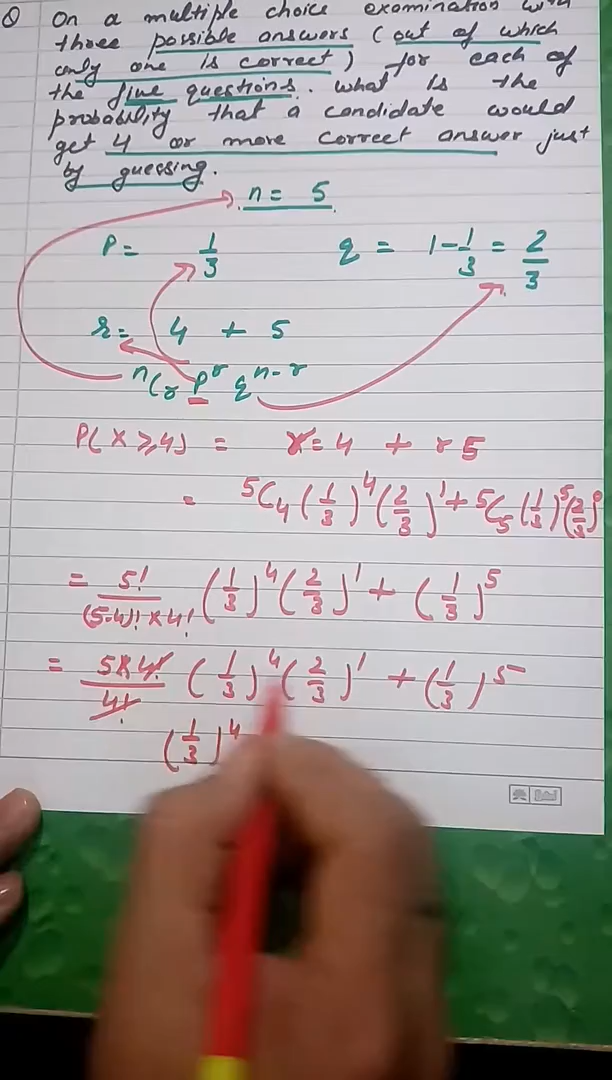 Q On a multiple choice examination with
three possible answers (out of which
only one is correct) for each of
the five questions. What is the
probability that a candidate would
get 4 or more correct answer just
by guessing.
n = 5
P = 1/3 q = 1-1/3 = 2/3
r = 4 + 5
ⁿCᵣ Pʳ qⁿ⁻ʳ
P(X≥4) = r=4 + r 5
= ⁵C₄ (1/3)⁴ (2/3)¹ + ⁵C₅ (1/3)⁵ (2/3)⁰
= 5!/((5-4)! × 4!) (1/3)⁴ (2/3)¹ + (1/3)⁵
= 5×4!/4! (1/3)⁴ (2/3)¹ + (1/3)⁵
(1/3)⁴